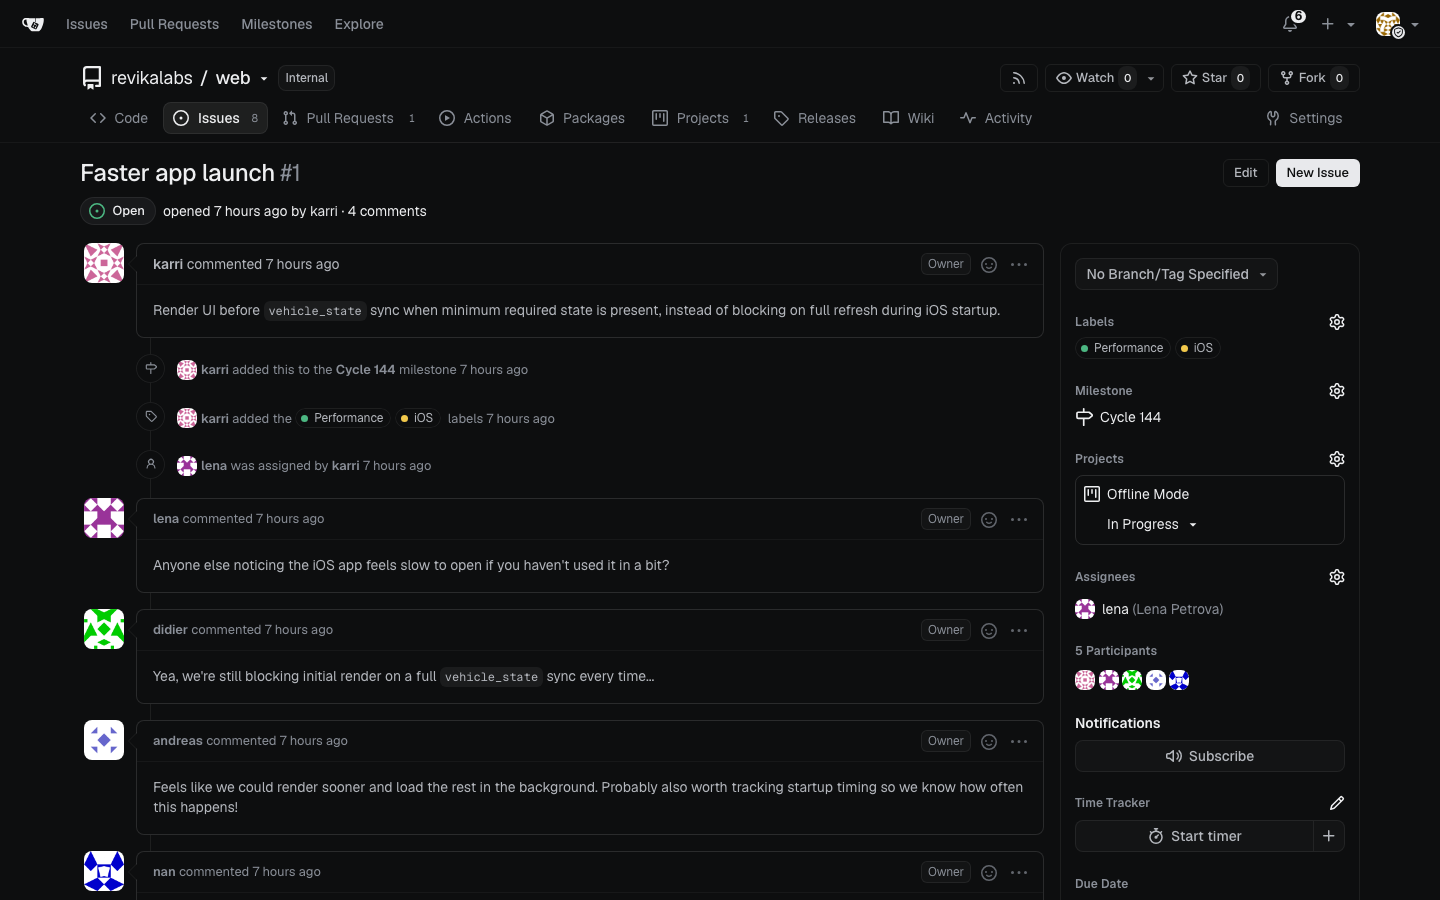 Issues Pull Requests Milestones Explore 6
revikalabs / web Internal Watch 0 Star 0 Fork 0
Code Issues 8 Pull Requests 1 Actions Packages Projects 1 Releases Wiki Activity Settings
Faster app launch #1 Edit New Issue
Open opened 7 hours ago by karri · 4 comments
karri commented 7 hours ago Owner
Render UI before vehicle_state sync when minimum required state is present, instead of blocking on full refresh during iOS startup.
karri added this to the Cycle 144 milestone 7 hours ago
karri added the Performance iOS labels 7 hours ago
lena was assigned by karri 7 hours ago
lena commented 7 hours ago Owner
Anyone else noticing the iOS app feels slow to open if you haven't used it in a bit?
didier commented 7 hours ago Owner
Yea, we're still blocking initial render on a full vehicle_state sync every time...
andreas commented 7 hours ago Owner
Feels like we could render sooner and load the rest in the background. Probably also worth tracking startup timing so we know how often
this happens!
nan commented 7 hours ago Owner
No Branch/Tag Specified
Labels
Performance iOS
Milestone
Cycle 144
Projects
Offline Mode
In Progress
Assignees
lena (Lena Petrova)
5 Participants
Notifications
Subscribe
Time Tracker
Start timer
Due Date